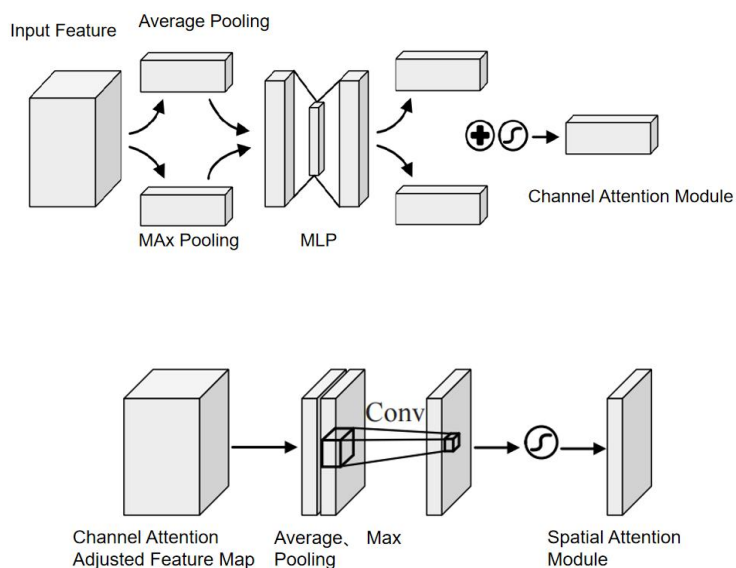 Input Feature
Average Pooling
MAx Pooling
MLP
Channel Attention Module
Conv
Channel Attention
Adjusted Feature Map
Average、 Max
Pooling
Spatial Attention
Module